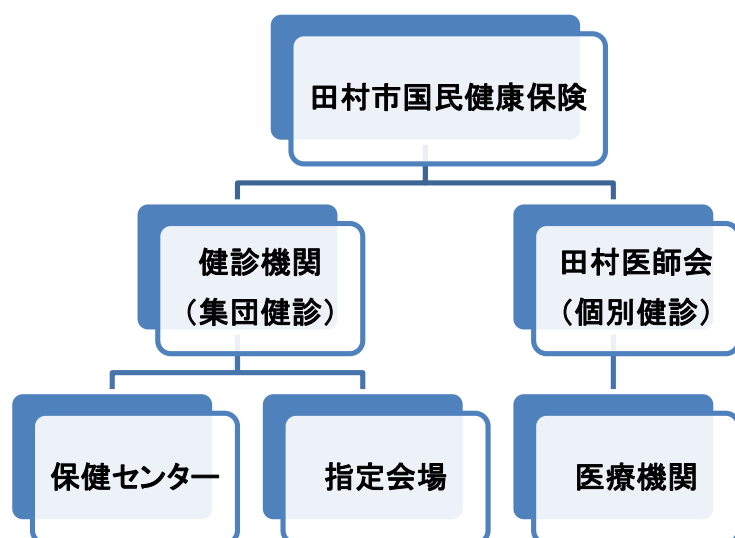 田村市国民健康保険
健診機関
（集団健診）
田村医師会
（個別健診）
保健センター
指定会場
医療機関